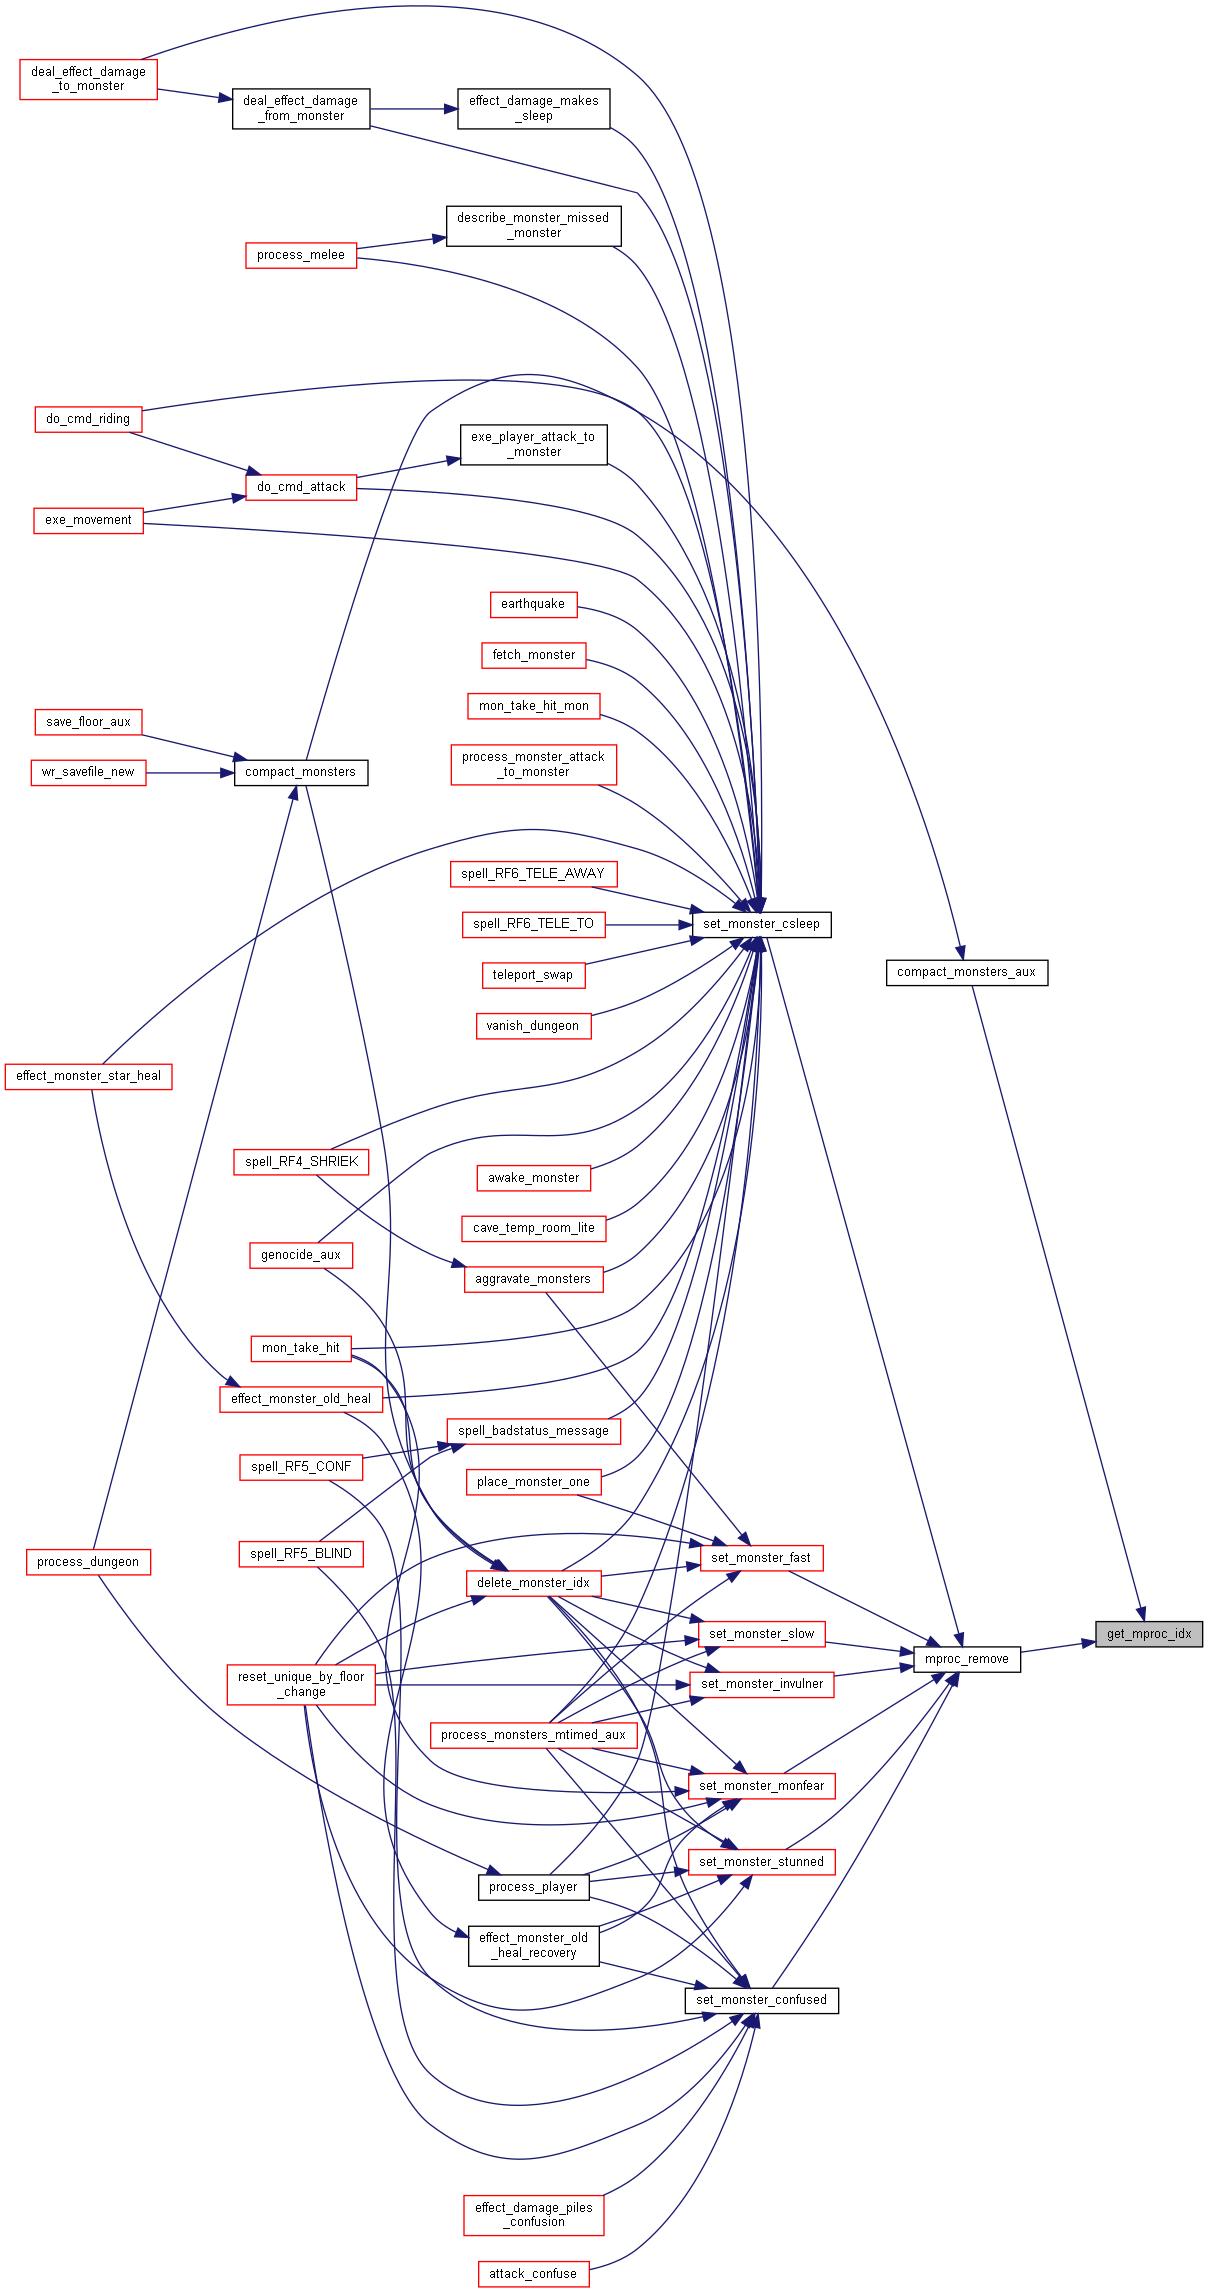 deal_effect_damage
_to_monster
deal_effect_damage
_from_monster
effect_damage_makes
_sleep
describe_monster_missed
_monster
process_melee
do_cmd_riding
exe_player_attack_to
_monster
do_cmd_attack
exe_movement
earthquake
fetch_monster
mon_take_hit_mon
save_floor_aux
process_monster_attack
_to_monster
wr_savefile_new
compact_monsters
spell_RF6_TELE_AWAY
spell_RF6_TELE_TO
set_monster_csleep
teleport_swap
compact_monsters_aux
vanish_dungeon
effect_monster_star_heal
spell_RF4_SHRIEK
awake_monster
cave_temp_room_lite
genocide_aux
aggravate_monsters
mon_take_hit
effect_monster_old_heal
spell_badstatus_message
spell_RF5_CONF
place_monster_one
spell_RF5_BLIND
process_dungeon
set_monster_fast
delete_monster_idx
set_monster_slow
get_mproc_idx
mproc_remove
reset_unique_by_floor
_change
set_monster_invulner
process_monsters_mtimed_aux
set_monster_monfear
set_monster_stunned
process_player
effect_monster_old
_heal_recovery
set_monster_confused
effect_damage_piles
_confusion
attack_confuse